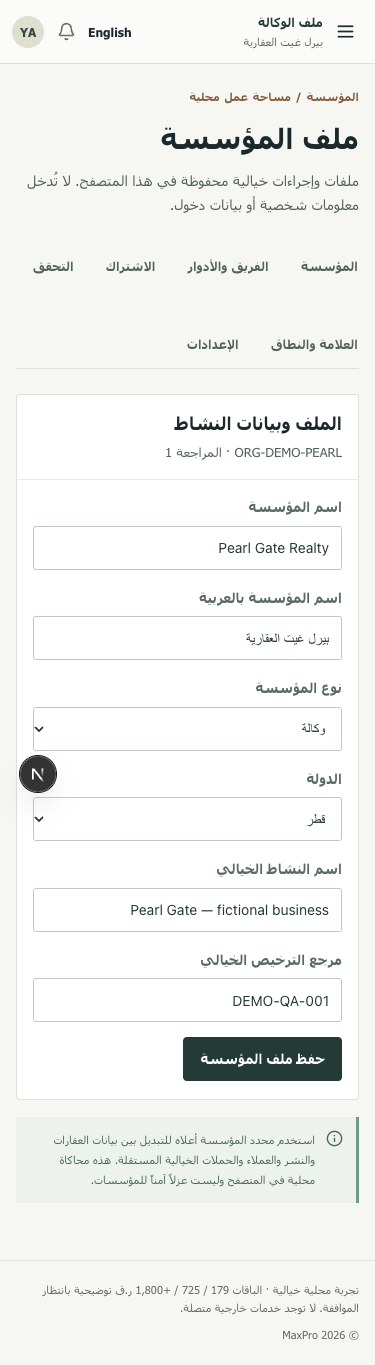 ملف الوكالة
بيرل غيت العقارية
English
YA
المؤسسة / مساحة عمل محلية
ملف المؤسسة
ملفات وإجراءات خيالية محفوظة في هذا المتصفح. لا تُدخل
معلومات شخصية أو بيانات دخول.
المؤسسة الفريق والأدوار الاشتراك التحقق
العلامة والنطاق الإعدادات
الملف وبيانات النشاط
ORG-DEMO-PEARL · المراجعة 1
اسم المؤسسة
Pearl Gate Realty
اسم المؤسسة بالعربية
بيرل غيت العقارية
نوع المؤسسة
وكالة
الدولة
قطر
N
اسم النشاط الخيالي
Pearl Gate — fictional business
مرجع الترخيص الخيالي
DEMO-QA-001
حفظ ملف المؤسسة
استخدم محدد المؤسسة أعلاه للتبديل بين بيانات العقارات
والنشر والعملاء والحملات الخيالية المستقلة. هذه محاكاة
محلية في المتصفح وليست عزلاً آمناً للمؤسسات.
تجربة محلية خيالية · الباقات 179 / 725 / +1,800 ر.ق توضيحية بانتظار
الموافقة. لا توجد خدمات خارجية متصلة.
© 2026 MaxPro